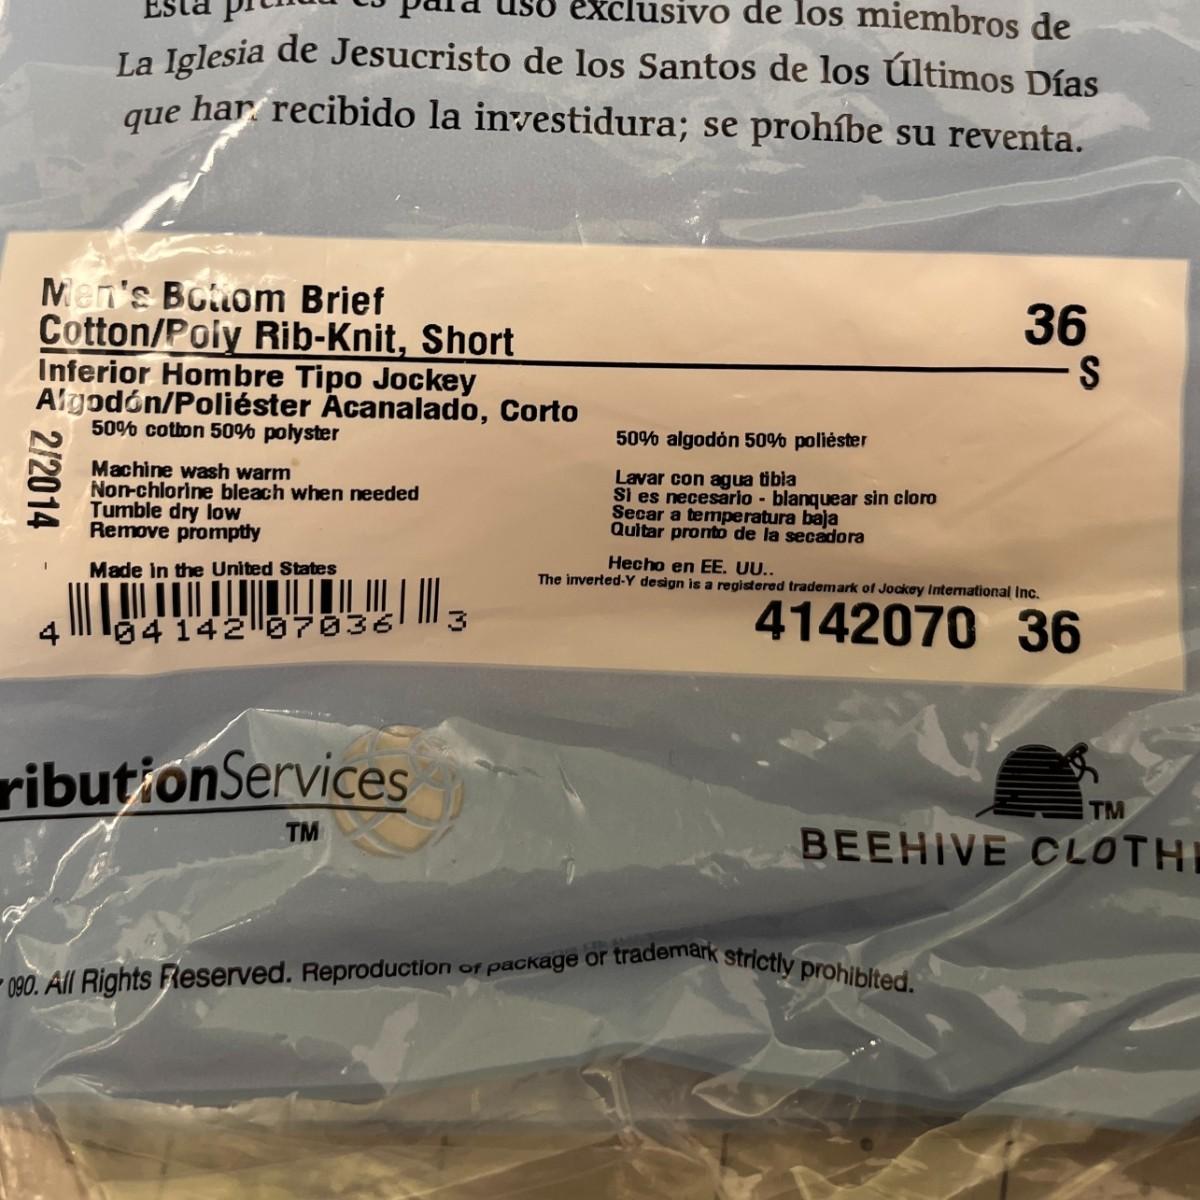 Esta prenda es para uso exclusivo de los miembros de
La Iglesia de Jesucristo de los Santos de los Últimos Días
que han recibido la investidura; se prohíbe su reventa.
Men's Bottom Brief
Cotton/Poly Rib-Knit, Short
36
S
Inferior Hombre Tipo Jockey
Algodón/Poliéster Acanalado, Corto
2/2014
50% cotton 50% polyster
50% algodón 50% poliéster
Machine wash warm
Non-chlorine bleach when needed
Tumble dry low
Remove promptly
Lavar con agua tibia
Si es necesario - blanquear sin cloro
Secar a temperatura baja
Quitar pronto de la secadora
Made in the United States
Hecho en EE. UU..
The inverted-Y design is a registered trademark of Jockey International Inc.
4 04142 07036 3
4142070 36
ributionServices
TM
TM
BEEHIVE CLOTHI
090. All Rights Reserved. Reproduction or package or trademark strictly prohibited.